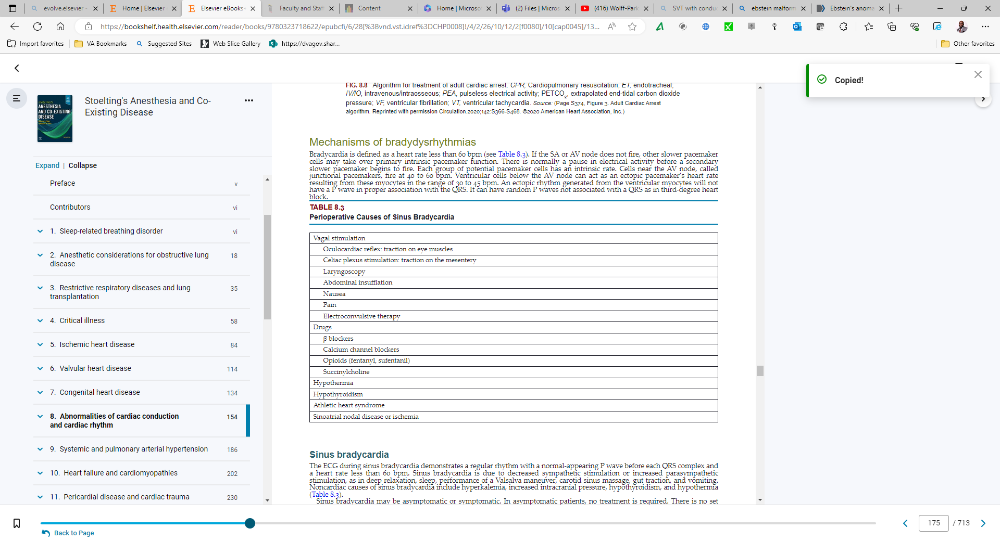 evolve.elsevier -
Home | Elsevier
Elsevier eBooks
Faculty and Staf
Content
Home | Microso
(2) Files | Micros
(416) Wolff-Park
SVT with condu
ebstein malform
Ebstein's anoma
https://bookshelf.health.elsevier.com/reader/books/9780323718622/epubcfi/6/28[%3Bvnd.vst.idref%3DCHP0008]!/4/2/26/10/12/2[f0080]/10[cap0045]/13...
Import favorites
VA Bookmarks
Suggested Sites
Web Slice Gallery
https://dvagov.shar...
Other favorites
Copied!
Stoelting's Anesthesia and Co-
Existing Disease
ANESTHESIA
AND CO-EXISTING
DISEASE
Expand | Collapse
Preface v
Contributors vi
1. Sleep-related breathing disorder vi
2. Anesthetic considerations for obstructive lung 18
disease
3. Restrictive respiratory diseases and lung 35
transplantation
4. Critical illness 58
5. Ischemic heart disease 84
6. Valvular heart disease 114
7. Congenital heart disease 134
8. Abnormalities of cardiac conduction 154
and cardiac rhythm
9. Systemic and pulmonary arterial hypertension 186
10. Heart failure and cardiomyopathies 202
11. Pericardial disease and cardiac trauma 230
FIG. 8.8 Algorithm for treatment of adult cardiac arrest. CPR, Cardiopulmonary resuscitation; ET, endotracheal;
IV/IO, intravenous/intraosseous; PEA, pulseless electrical activity; PETCO2, extrapolated end-tidal carbon dioxide
pressure; VF, ventricular fibrillation; VT, ventricular tachycardia. Source: (Page S374, Figure 3. Adult Cardiac Arrest
algorithm. Reprinted with permission Circulation.2020;142:S366-S468. ©2020 American Heart Association, Inc.)
Mechanisms of bradydysrhythmias
Bradycardia is defined as a heart rate less than 60 bpm (see Table 8.3). If the SA or AV node does not fire, other slower pacemaker
cells may take over primary intrinsic pacemaker function. There is normally a pause in electrical activity before a secondary
slower pacemaker begins to fire. Each group of potential pacemaker cells has an intrinsic rate. Cells near the AV node, called
junctional pacemakers, fire at 40 to 60 bpm. Ventricular cells below the AV node can act as an ectopic pacemaker's heart rate
resulting from these myocytes in the range of 30 to 45 bpm. An ectopic rhythm generated from the ventricular myocytes will not
have a P wave in proper association with the QRS. It can have random P waves not associated with a QRS as in third-degree heart
block.
TABLE 8.3
Perioperative Causes of Sinus Bradycardia
Vagal stimulation
Oculocardiac reflex: traction on eye muscles
Celiac plexus stimulation: traction on the mesentery
Laryngoscopy
Abdominal insufflation
Nausea
Pain
Electroconvulsive therapy
Drugs
β blockers
Calcium channel blockers
Opioids (fentanyl, sufentanil)
Succinylcholine
Hypothermia
Hypothyroidism
Athletic heart syndrome
Sinoatrial nodal disease or ischemia
Sinus bradycardia
The ECG during sinus bradycardia demonstrates a regular rhythm with a normal-appearing P wave before each QRS complex and
a heart rate less than 60 bpm. Sinus bradycardia is due to decreased sympathetic stimulation or increased parasympathetic
stimulation, as in deep relaxation, sleep, performance of a Valsalva maneuver, carotid sinus massage, gut traction, and vomiting.
Noncardiac causes of sinus bradycardia include hyperkalemia, increased intracranial pressure, hypothyroidism, and hypothermia
(Table 8.3).
Sinus bradycardia may be asymptomatic or symptomatic. In asymptomatic patients, no treatment is required. There is no set
Back to Page
175 / 713